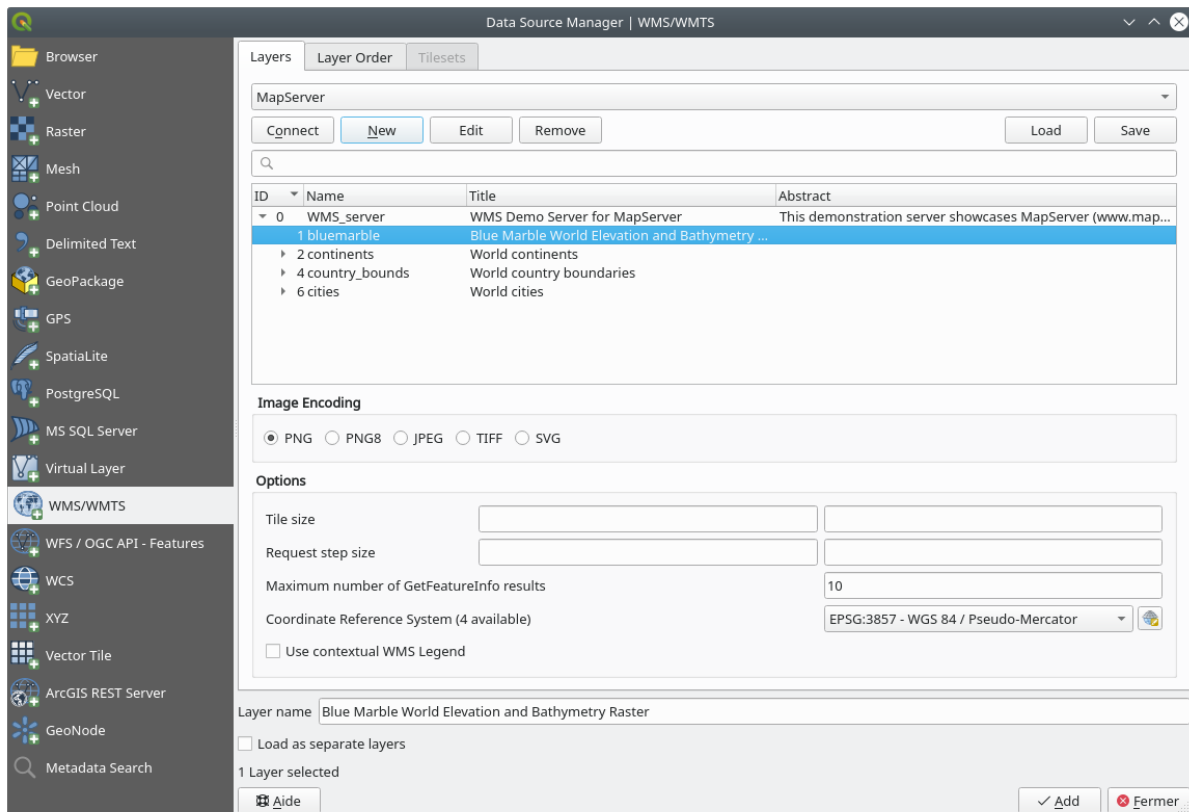 Data Source Manager | WMS/WMTS
Browser
Vector
Raster
Mesh
Point Cloud
Delimited Text
GeoPackage
GPS
SpatiaLite
PostgreSQL
MS SQL Server
Virtual Layer
WMS/WMTS
WFS / OGC API - Features
WCS
XYZ
Vector Tile
ArcGIS REST Server
GeoNode
Metadata Search
Layers Layer Order Tilesets
MapServer
Connect New Edit Remove Load Save
ID Name Title Abstract
0 WMS_server WMS Demo Server for MapServer This demonstration server showcases MapServer (www.map...
1 bluemarble Blue Marble World Elevation and Bathymetry ...
2 continents World continents
4 country_bounds World country boundaries
6 cities World cities
Image Encoding
PNG PNG8 JPEG TIFF SVG
Options
Tile size
Request step size
Maximum number of GetFeatureInfo results 10
Coordinate Reference System (4 available) EPSG:3857 - WGS 84 / Pseudo-Mercator
Use contextual WMS Legend
Layer name Blue Marble World Elevation and Bathymetry Raster
Load as separate layers
1 Layer selected
Aide Add Fermer